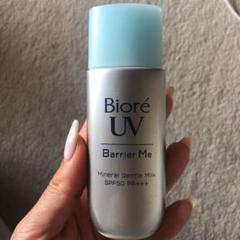 Bioré
UV
Barrier Me
Mineral Gentle Milk
SPF50 PA+++